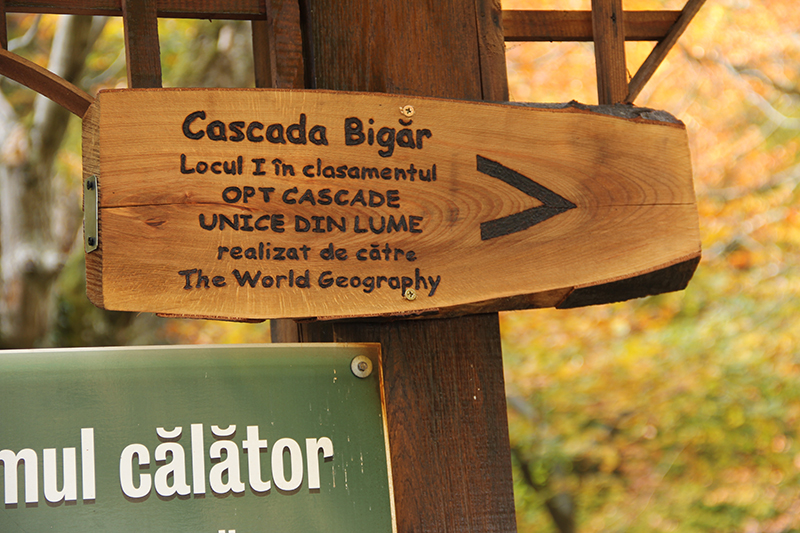 Cascada Bigăr
Locul I în clasamentul
OPT CASCADE
UNICE DIN LUME
realizat de către
The World Geography
mul călător